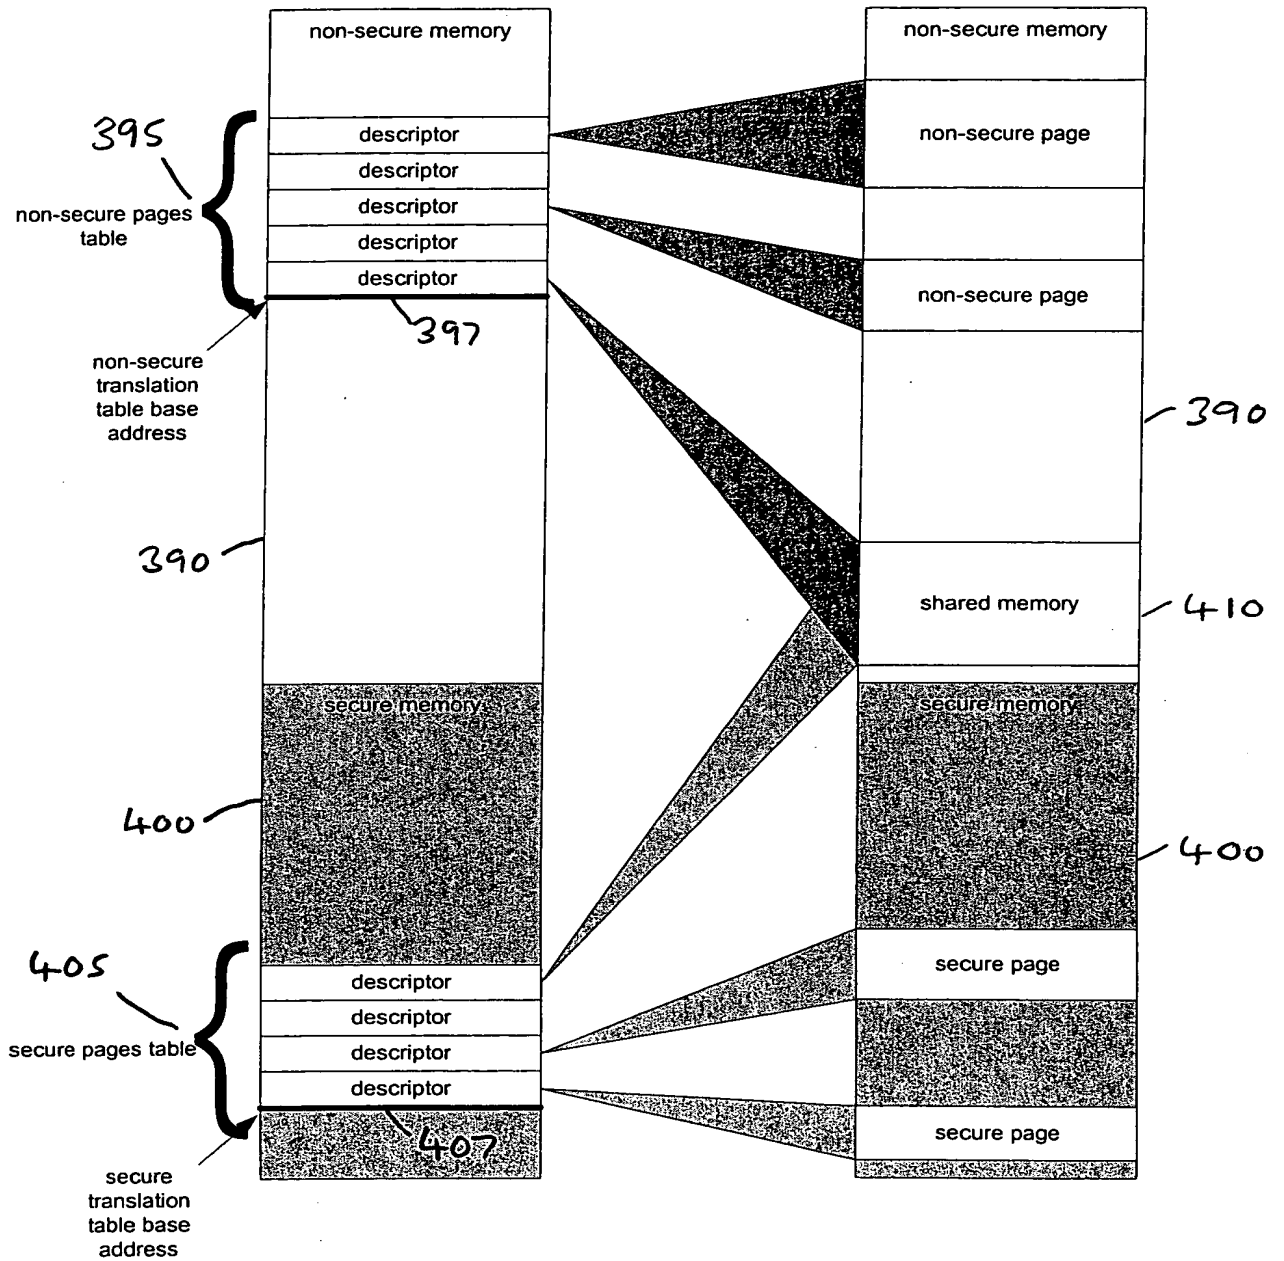 non-secure memory
non-secure memory
395
descriptor
non-secure page
descriptor
non-secure pages
table
descriptor
descriptor
descriptor
non-secure page
397
non-secure
translation
table base
address
390
390
shared memory
410
secure memory
secure memory
400
400
405
descriptor
secure page
descriptor
secure pages table
descriptor
descriptor
407
secure page
secure
translation
table base
address